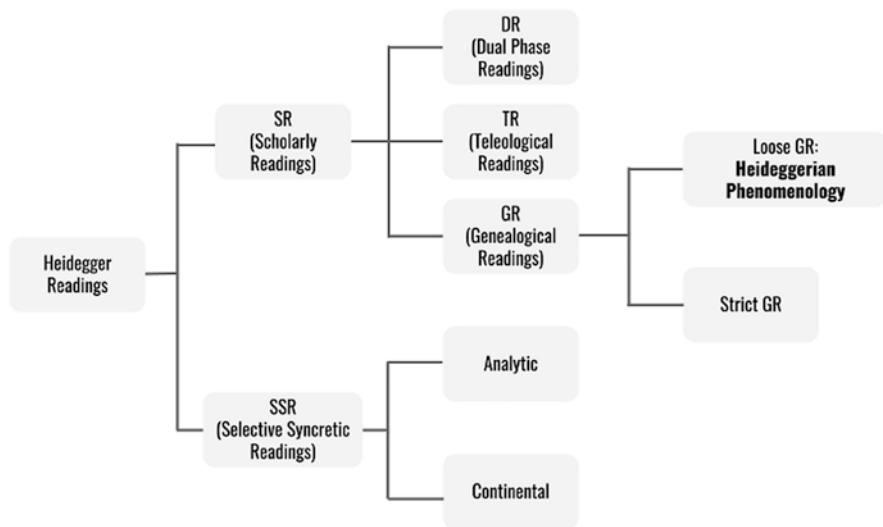 DR
(Dual Phase
Readings)
SR
(Scholarly
Readings)
TR
(Teleological
Readings)
Loose GR:
Heideggerian
Phenomenology
GR
(Genealogical
Readings)
Heidegger
Readings
Strict GR
Analytic
SSR
(Selective Syncretic
Readings)
Continental